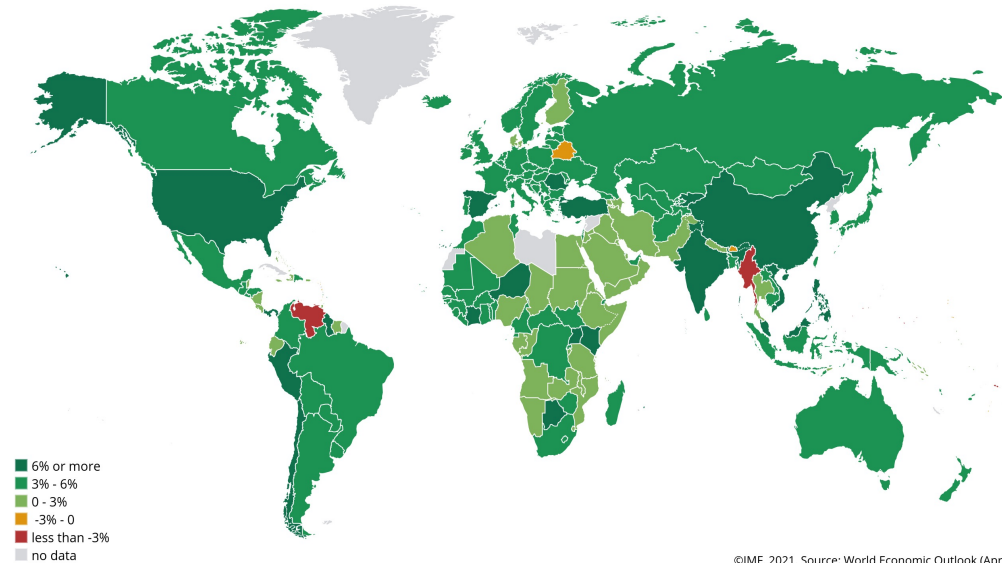 6% or more
3% - 6%
0 - 3%
-3% - 0
less than -3%
no data
©IMF, 2021, Source: World Economic Outlook